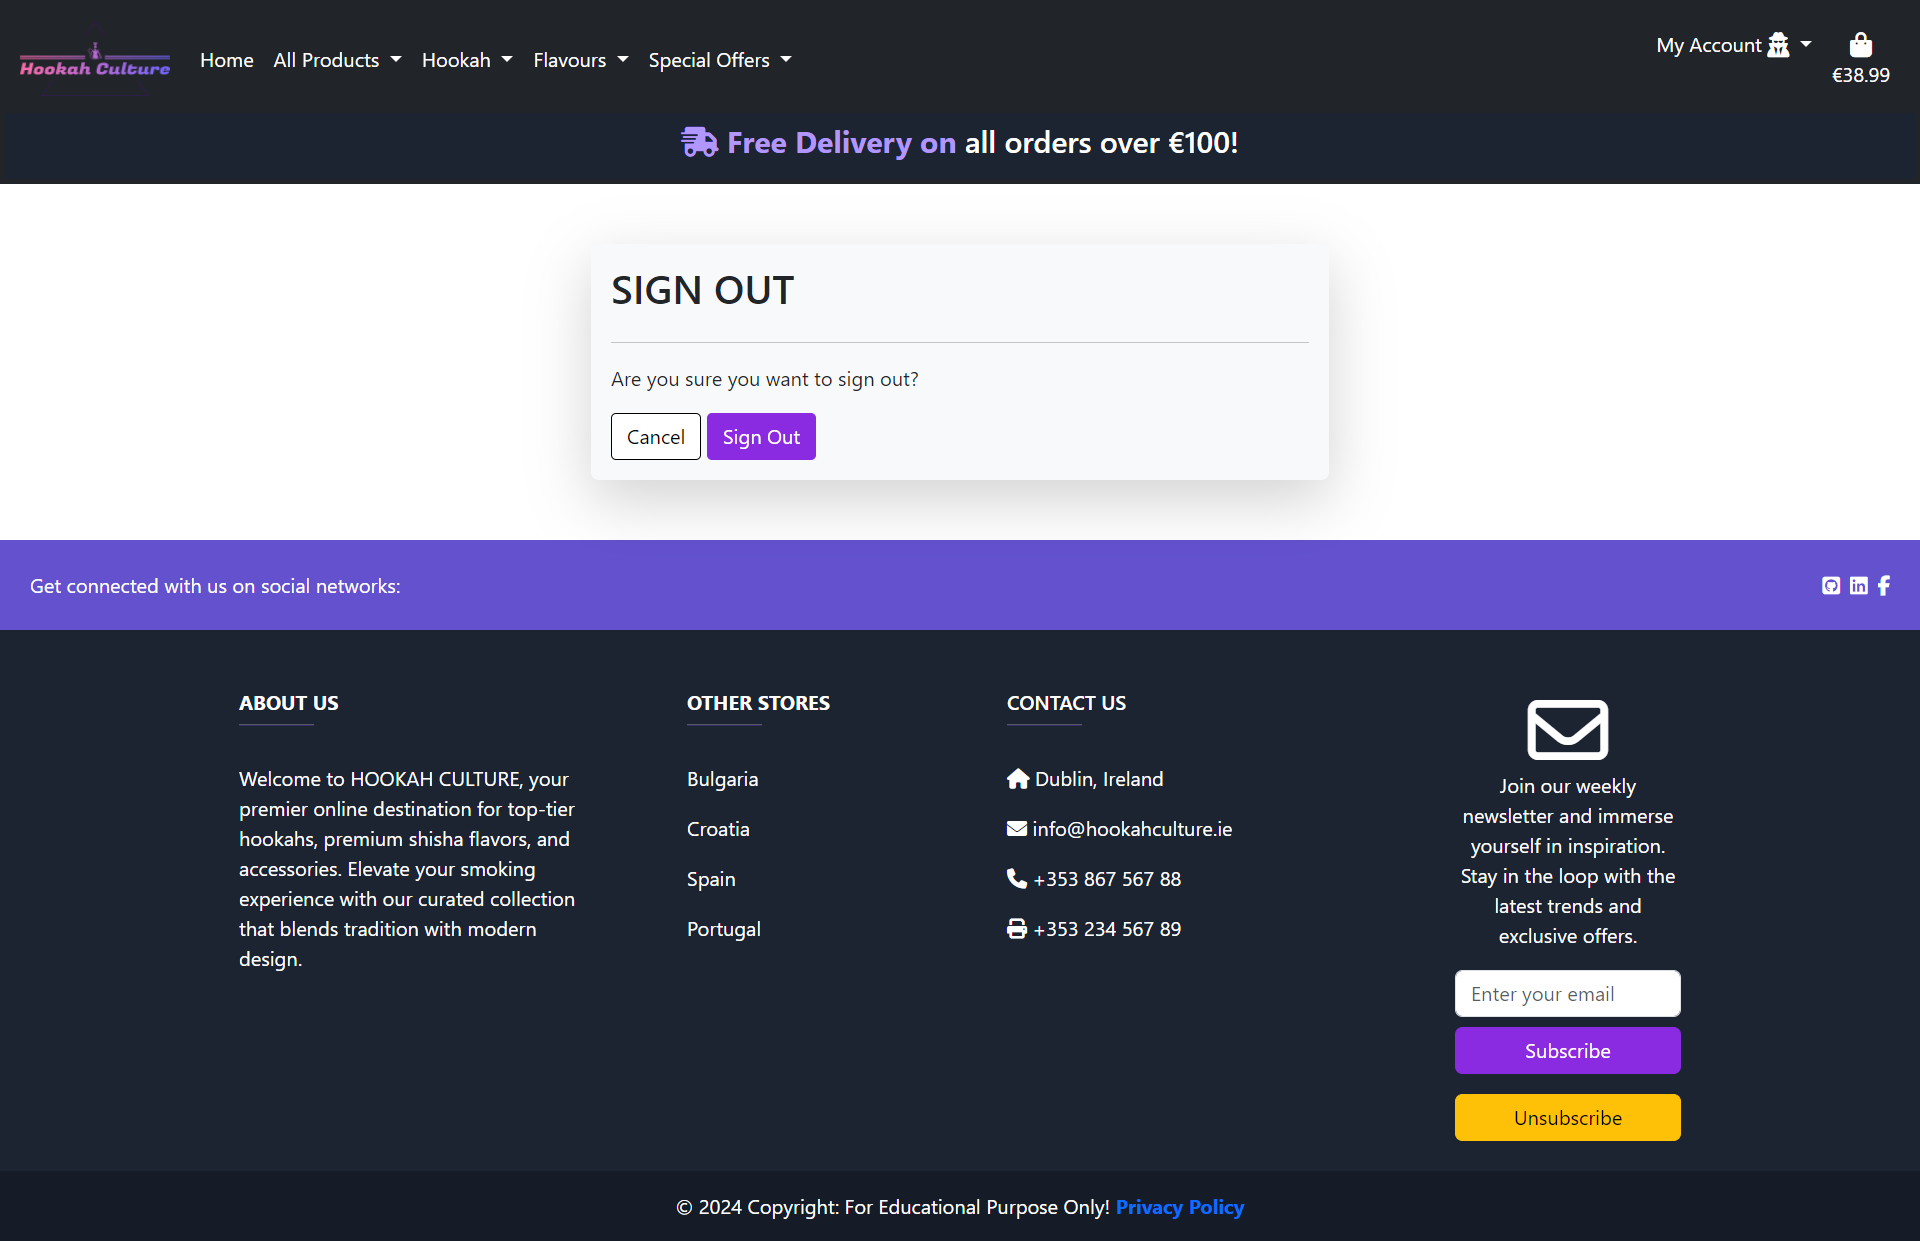 Hookah Culture
Home
All Products
Hookah
Flavours
Special Offers
My Account
€38.99
Free Delivery on all orders over €100!
SIGN OUT
Are you sure you want to sign out?
Cancel
Sign Out
Get connected with us on social networks:
ABOUT US
Welcome to HOOKAH CULTURE, your
premier online destination for top-tier
hookahs, premium shisha flavors, and
accessories. Elevate your smoking
experience with our curated collection
that blends tradition with modern
design.
OTHER STORES
Bulgaria
Croatia
Spain
Portugal
CONTACT US
Dublin, Ireland
info@hookahculture.ie
+353 867 567 88
+353 234 567 89
Join our weekly
newsletter and immerse
yourself in inspiration.
Stay in the loop with the
latest trends and
exclusive offers.
Enter your email
Subscribe
Unsubscribe
© 2024 Copyright: For Educational Purpose Only! Privacy Policy